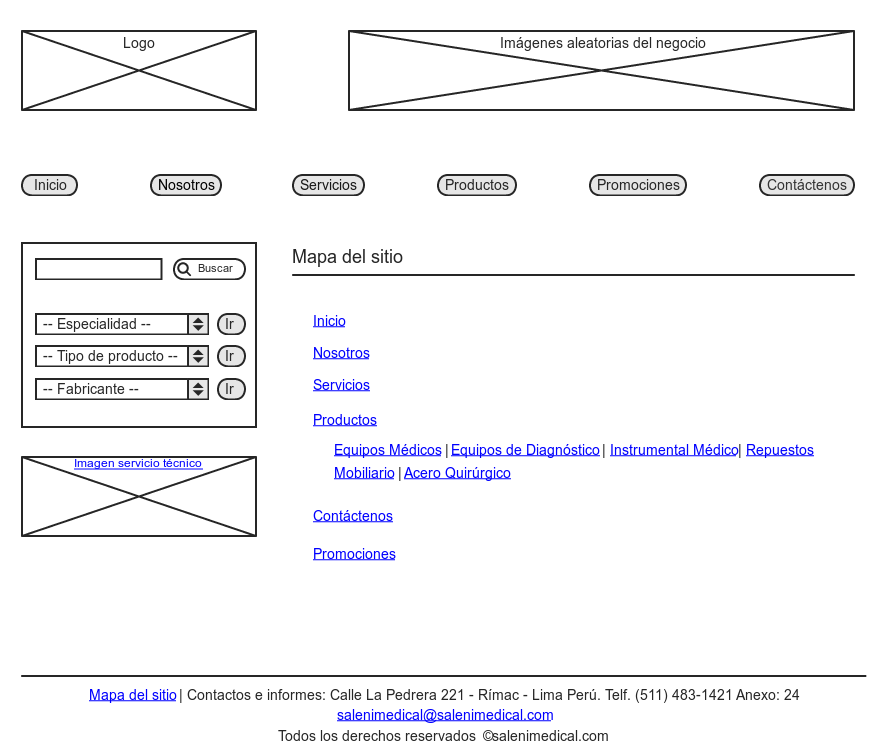 Logo
Imágenes aleatorias del negocio
Inicio Nosotros Servicios Productos Promociones Contáctenos
Buscar
-- Especialidad -- Ir
-- Tipo de producto -- Ir
-- Fabricante -- Ir
Imagen servicio técnico
Mapa del sitio
Inicio
Nosotros
Servicios
Productos
Equipos Médicos | Equipos de Diagnóstico | Instrumental Médico | Repuestos
Mobiliario | Acero Quirúrgico
Contáctenos
Promociones
Mapa del sitio | Contactos e informes: Calle La Pedrera 221 - Rímac - Lima Perú. Telf. (511) 483-1421 Anexo: 24
salenimedical@salenimedical.com
Todos los derechos reservados ©salenimedical.com